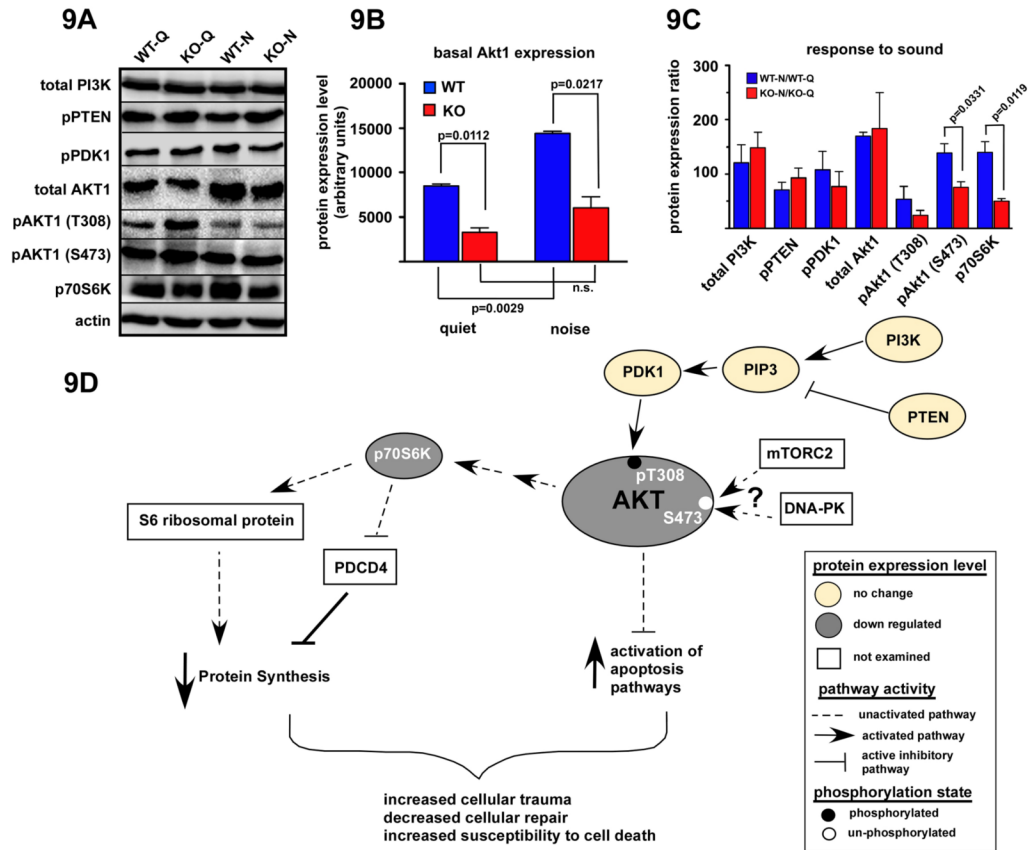 9A
WT-Q
KO-Q
WT-N
KO-N
total PI3K
pPTEN
pPDK1
total AKT1
pAKT1 (T308)
pAKT1 (S473)
p70S6K
actin
9B
basal Akt1 expression
protein expression level
(arbitrary units)
20000
15000
10000
5000
WT
KO
p=0.0112
p=0.0217
n.s.
p=0.0029
quiet
noise
9C
response to sound
protein expression ratio
300
200
100
WT-N/WT-Q
KO-N/KO-Q
p=0.0331
p=0.0119
total PI3K
pPTEN
pPDK1
total Akt1
pAkt1 (T308)
pAkt1 (S473)
p70S6K
9D
PI3K
PIP3
PDK1
PTEN
p70S6K
pT308
AKT
S473
mTORC2
?
DNA-PK
S6 ribosomal protein
PDCD4
Protein Synthesis
activation of
apoptosis
pathways
increased cellular trauma
decreased cellular repair
increased susceptibility to cell death
protein expression level
no change
down regulated
not examined
pathway activity
unactivated pathway
activated pathway
active inhibitory
pathway
phosphorylation state
phosphorylated
un-phosphorylated